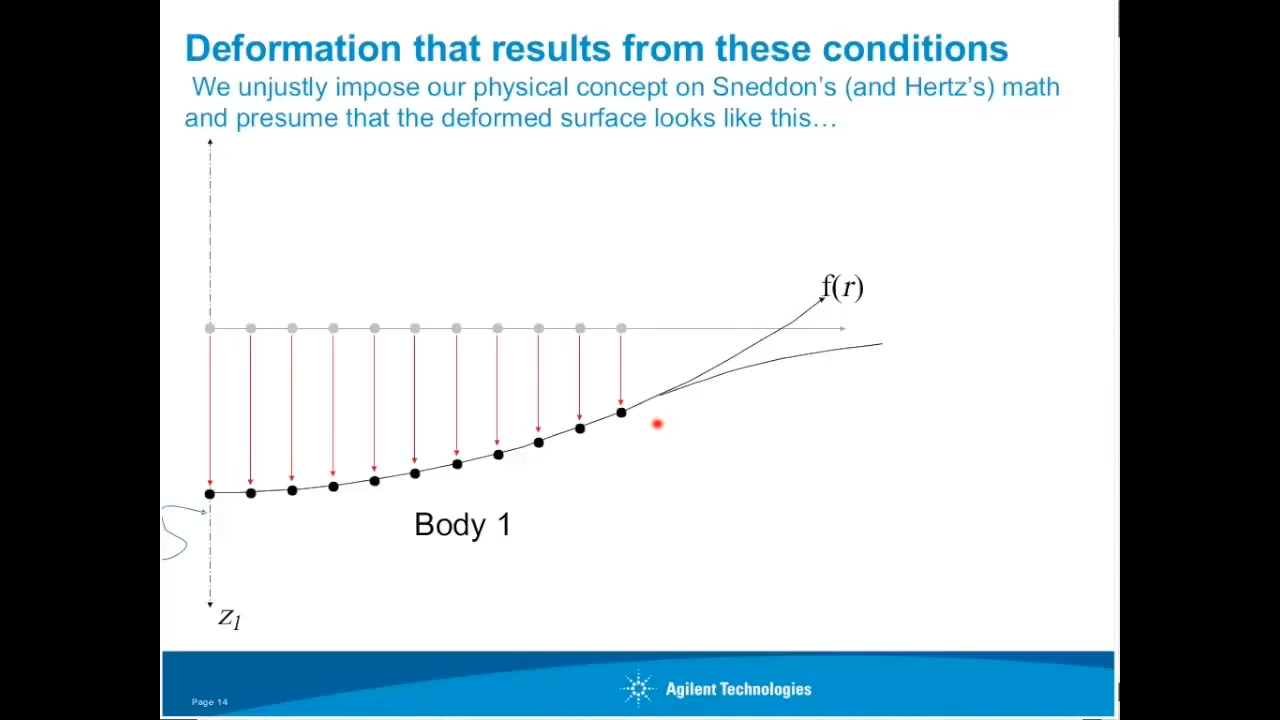 Deformation that results from these conditions
We unjustly impose our physical concept on Sneddon's (and Hertz's) math
and presume that the deformed surface looks like this…
f(r)
Body 1
z1
Page 14
Agilent Technologies